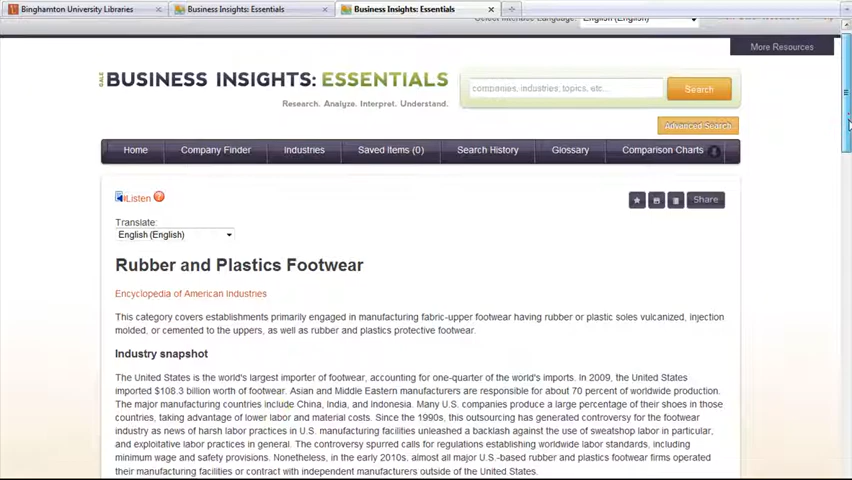 Binghamton University Libraries
Business Insights: Essentials
Business Insights: Essentials
Select Interface Language: English (English)
More Resources
GALE BUSINESS INSIGHTS: ESSENTIALS
Research. Analyze. Interpret. Understand.
companies, industries, topics, etc...
Search
Advanced Search
Home Company Finder Industries Saved Items (0) Search History Glossary Comparison Charts
Listen ?
Share
Translate:
English (English)
Rubber and Plastics Footwear
Encyclopedia of American Industries
This category covers establishments primarily engaged in manufacturing fabric-upper footwear having rubber or plastic soles vulcanized, injection
molded, or cemented to the uppers, as well as rubber and plastics protective footwear.
Industry snapshot
The United States is the world's largest importer of footwear, accounting for one-quarter of the world's imports. In 2009, the United States
imported $108.3 billion worth of footwear. Asian and Middle Eastern manufacturers are responsible for about 70 percent of worldwide production.
The major manufacturing countries include China, India, and Indonesia. Many U.S. companies produce a large percentage of their shoes in those
countries, taking advantage of lower labor and material costs. Since the 1990s, this outsourcing has generated controversy for the footwear
industry as news of harsh labor practices in U.S. manufacturing facilities unleashed a backlash against the use of sweatshop labor in particular,
and exploitative labor practices in general. The controversy spurred calls for regulations establishing worldwide labor standards, including
minimum wage and safety provisions. Nonetheless, in the early 2010s, almost all major U.S.-based rubber and plastics footwear firms operated
their manufacturing facilities or contract with independent manufacturers outside of the United States.